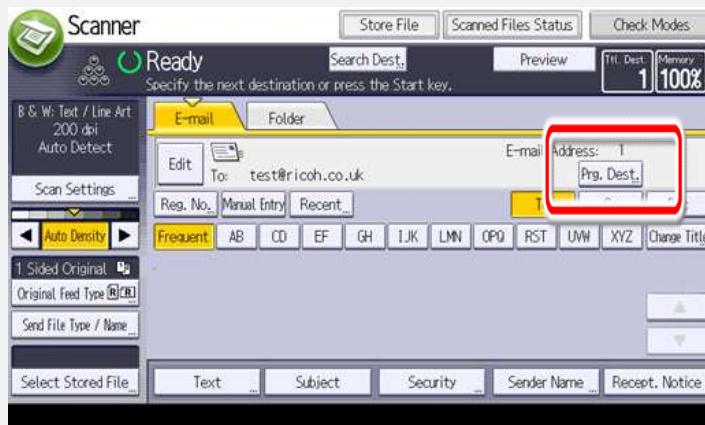 Scanner
Store File
Scanned Files Status
Check Modes
Ready
Search Dest.
Preview
Ttl. Dest.
1
Memory
100%
Specify the next destination or press the Start key.
B & W: Text / Line Art
200 dpi
Auto Detect
Scan Settings
Auto Density
1 Sided Original
Original Feed Type
Send File Type / Name
Select Stored File
E-mail
Folder
Edit
To: test@ricoh.co.uk
E-mail Address: 1
Prg. Dest.
Reg. No. Manual Entry Recent
Frequent AB CD EF GH IJK LMN OPQ RST UVW XYZ Change Title
Text Subject Security Sender Name Recept. Notice